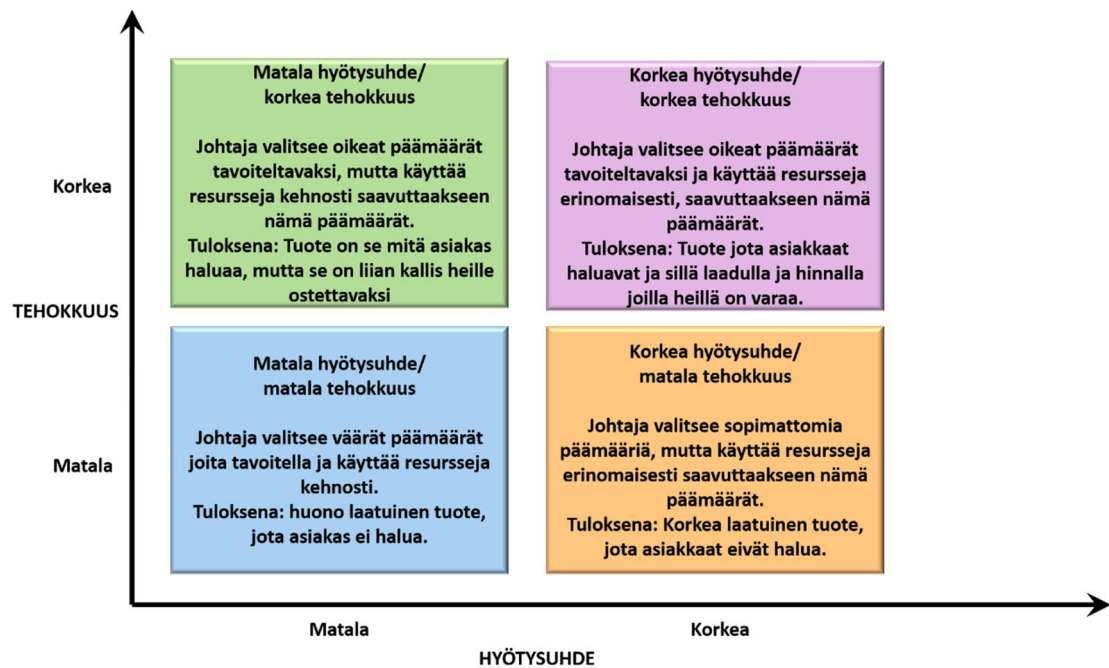 Matala hyötysuhde/
korkea tehokkuus
Johtaja valitsee oikeat päämäärät
tavoiteltavaksi, mutta käyttää
resursseja kehnosti saavuttaakseen
nämä päämäärät.
Tuloksena: Tuote on se mitä asiakas
haluaa, mutta se on liian kallis heille
ostettavaksi
Korkea hyötysuhde/
korkea tehokkuus
Johtaja valitsee oikeat päämäärät
tavoiteltavaksi ja käyttää resursseja
erinomaisesti, saavuttaakseen nämä
päämäärät.
Tuloksena: Tuote jota asiakkaat
haluavat ja sillä laadulla ja hinnalla
joilla heillä on varaa.
Korkea
TEHOKKUUS
Matala hyötysuhde/
matala tehokkuus
Johtaja valitsee väärät päämäärät
joita tavoitella ja käyttää resursseja
kehnosti.
Tuloksena: huono laatuinen tuote,
jota asiakas ei halua.
Korkea hyötysuhde/
matala tehokkuus
Johtaja valitsee sopimattomia
päämääriä, mutta käyttää resursseja
erinomaisesti saavuttaakseen nämä
päämäärät.
Tuloksena: Korkea laatuinen tuote,
jota asiakkaat eivät halua.
Matala
Matala
Korkea
HYÖTYSUHDE